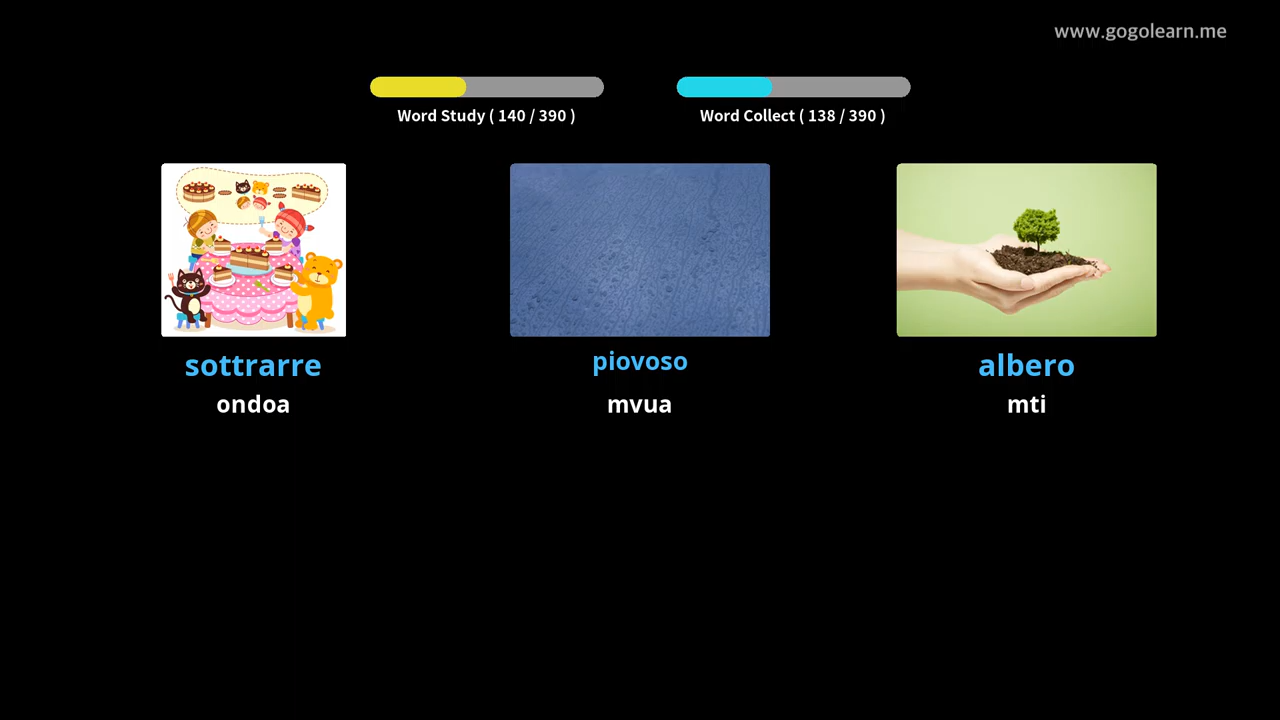 www.gogolearn.me
Word Study ( 140 / 390 )
Word Collect ( 138 / 390 )
sottrarre
piovoso
albero
ondoa
mvua
mti